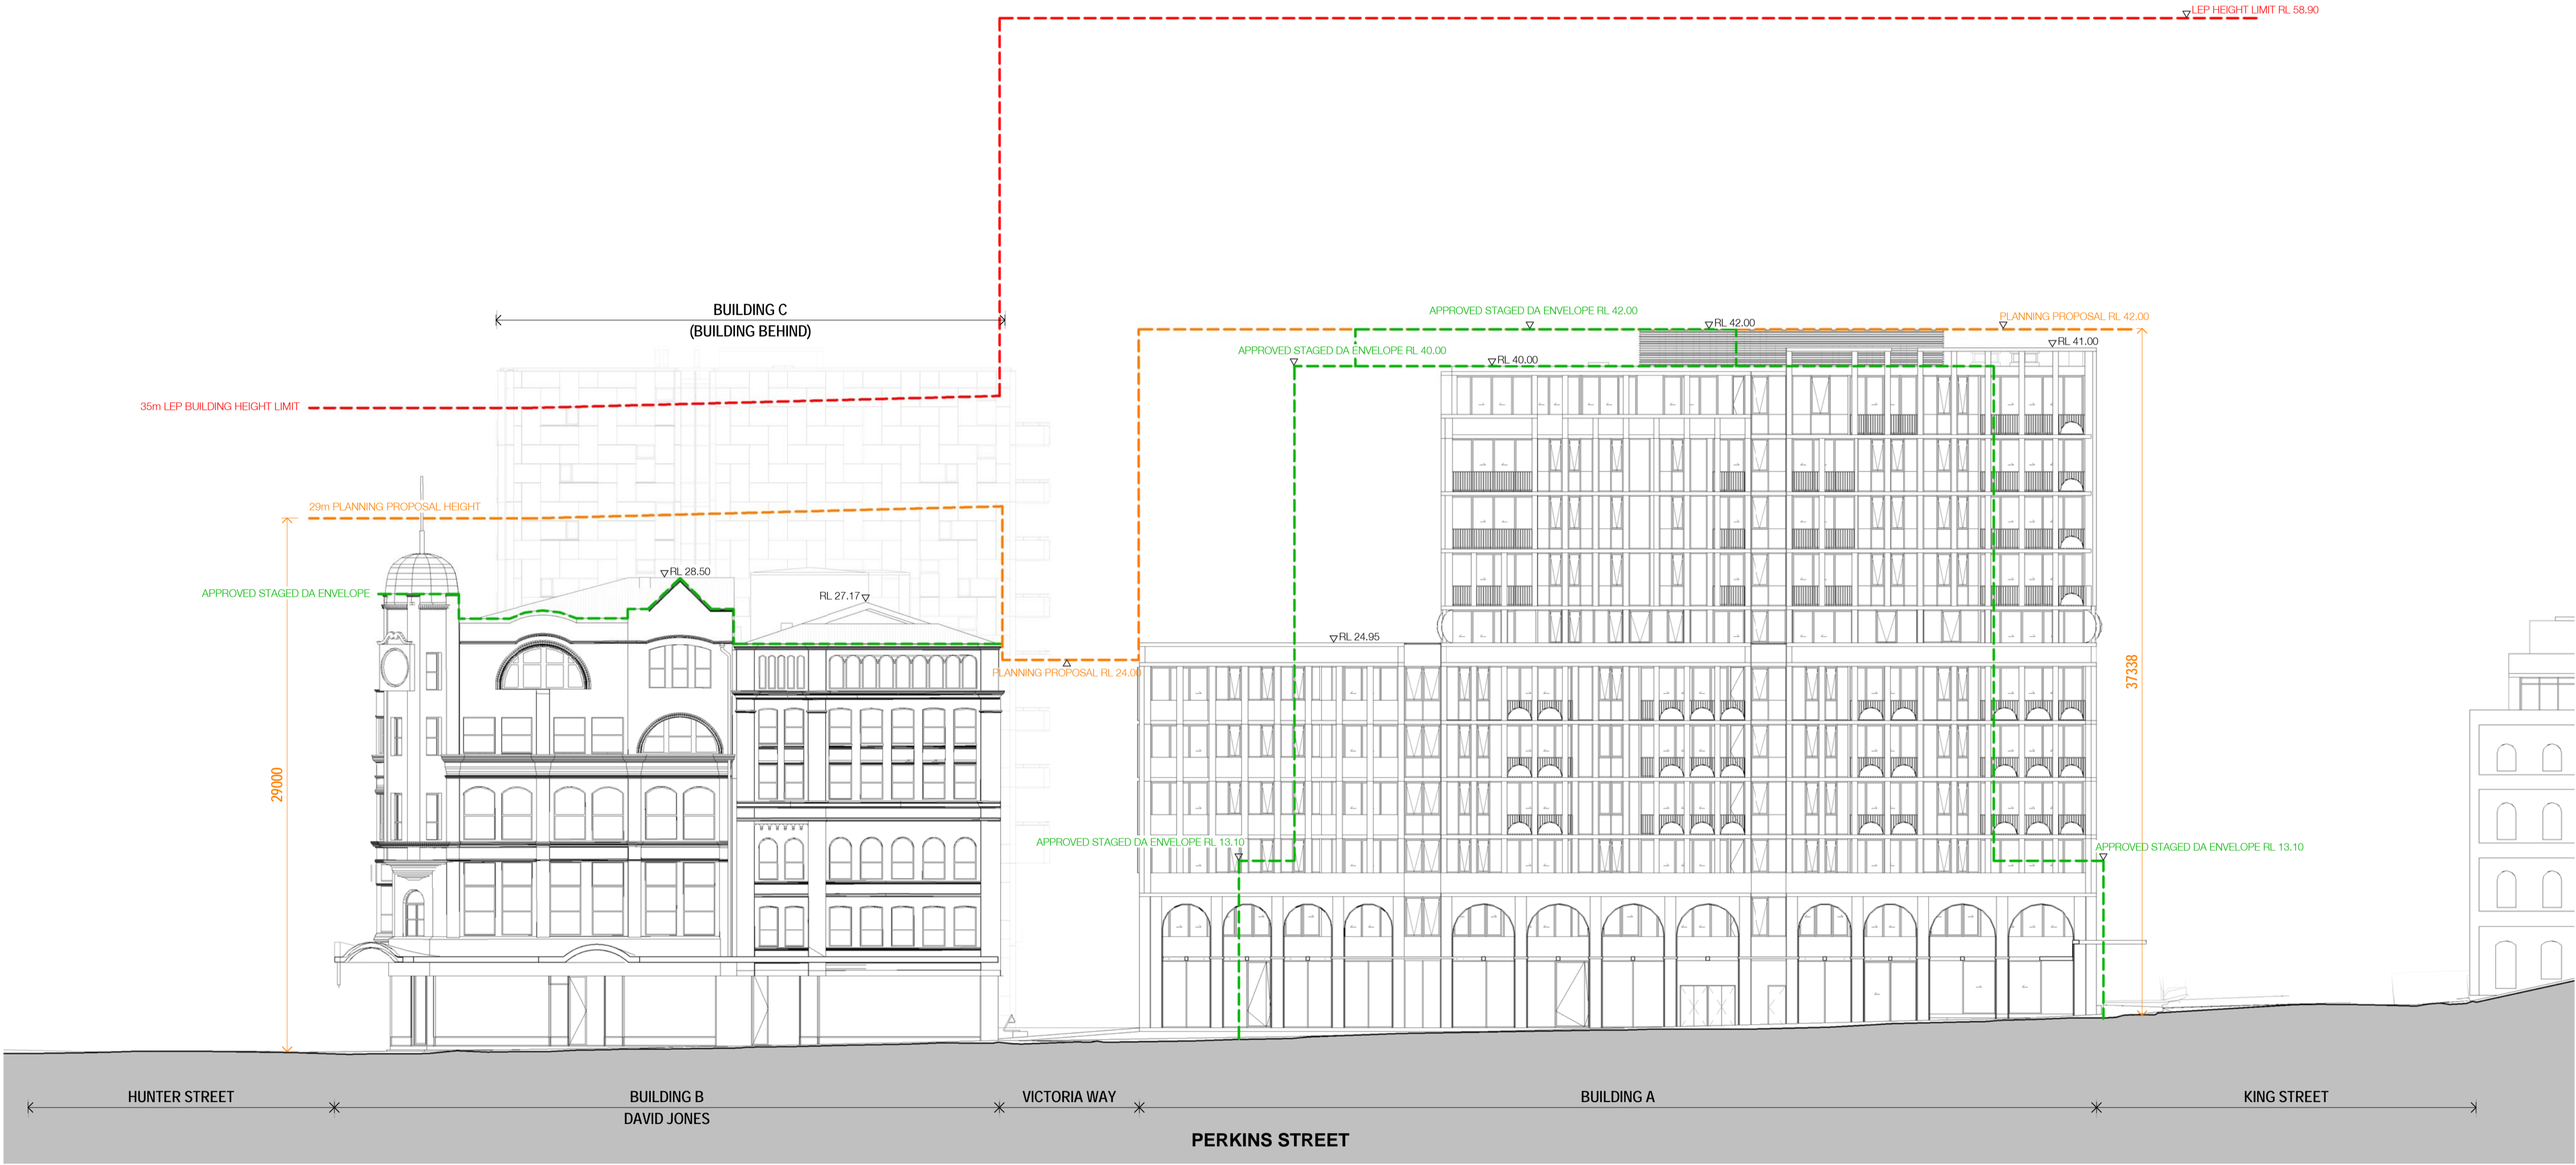 LEP HEIGHT LIMIT RL 58.90
BUILDING C
(BUILDING BEHIND)
APPROVED STAGED DA ENVELOPE RL 42.00
RL 42.00
PLANNING PROPOSAL RL 42.00
APPROVED STAGED DA ENVELOPE RL 40.00
RL 40.00
RL 41.00
35m LEP BUILDING HEIGHT LIMIT
29m PLANNING PROPOSAL HEIGHT
RL 28.50
APPROVED STAGED DA ENVELOPE
RL 27.17
RL 24.95
PLANNING PROPOSAL RL 24.00
37338
29000
APPROVED STAGED DA ENVELOPE RL 13.10
APPROVED STAGED DA ENVELOPE RL 13.10
HUNTER STREET
BUILDING B
DAVID JONES
VICTORIA WAY
BUILDING A
KING STREET
PERKINS STREET